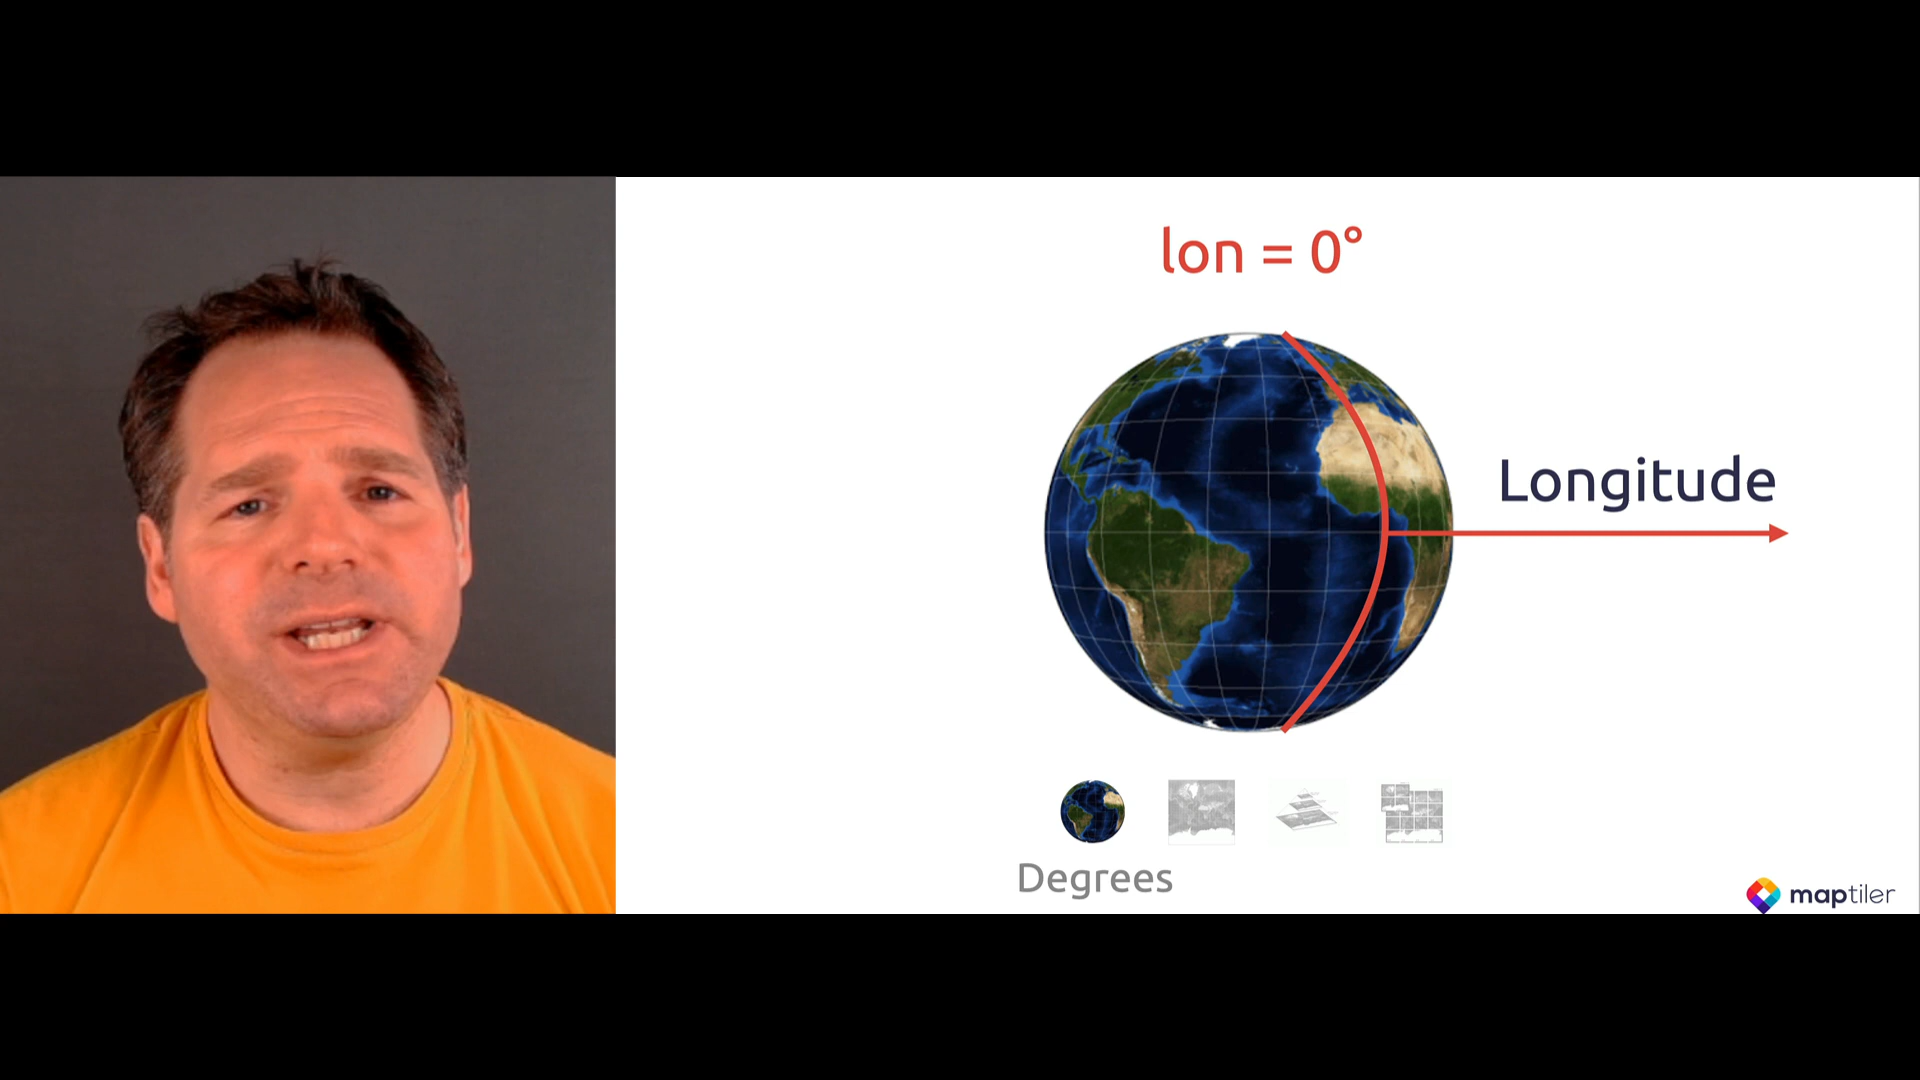 lon = 0°
Longitude
Degrees
maptiler